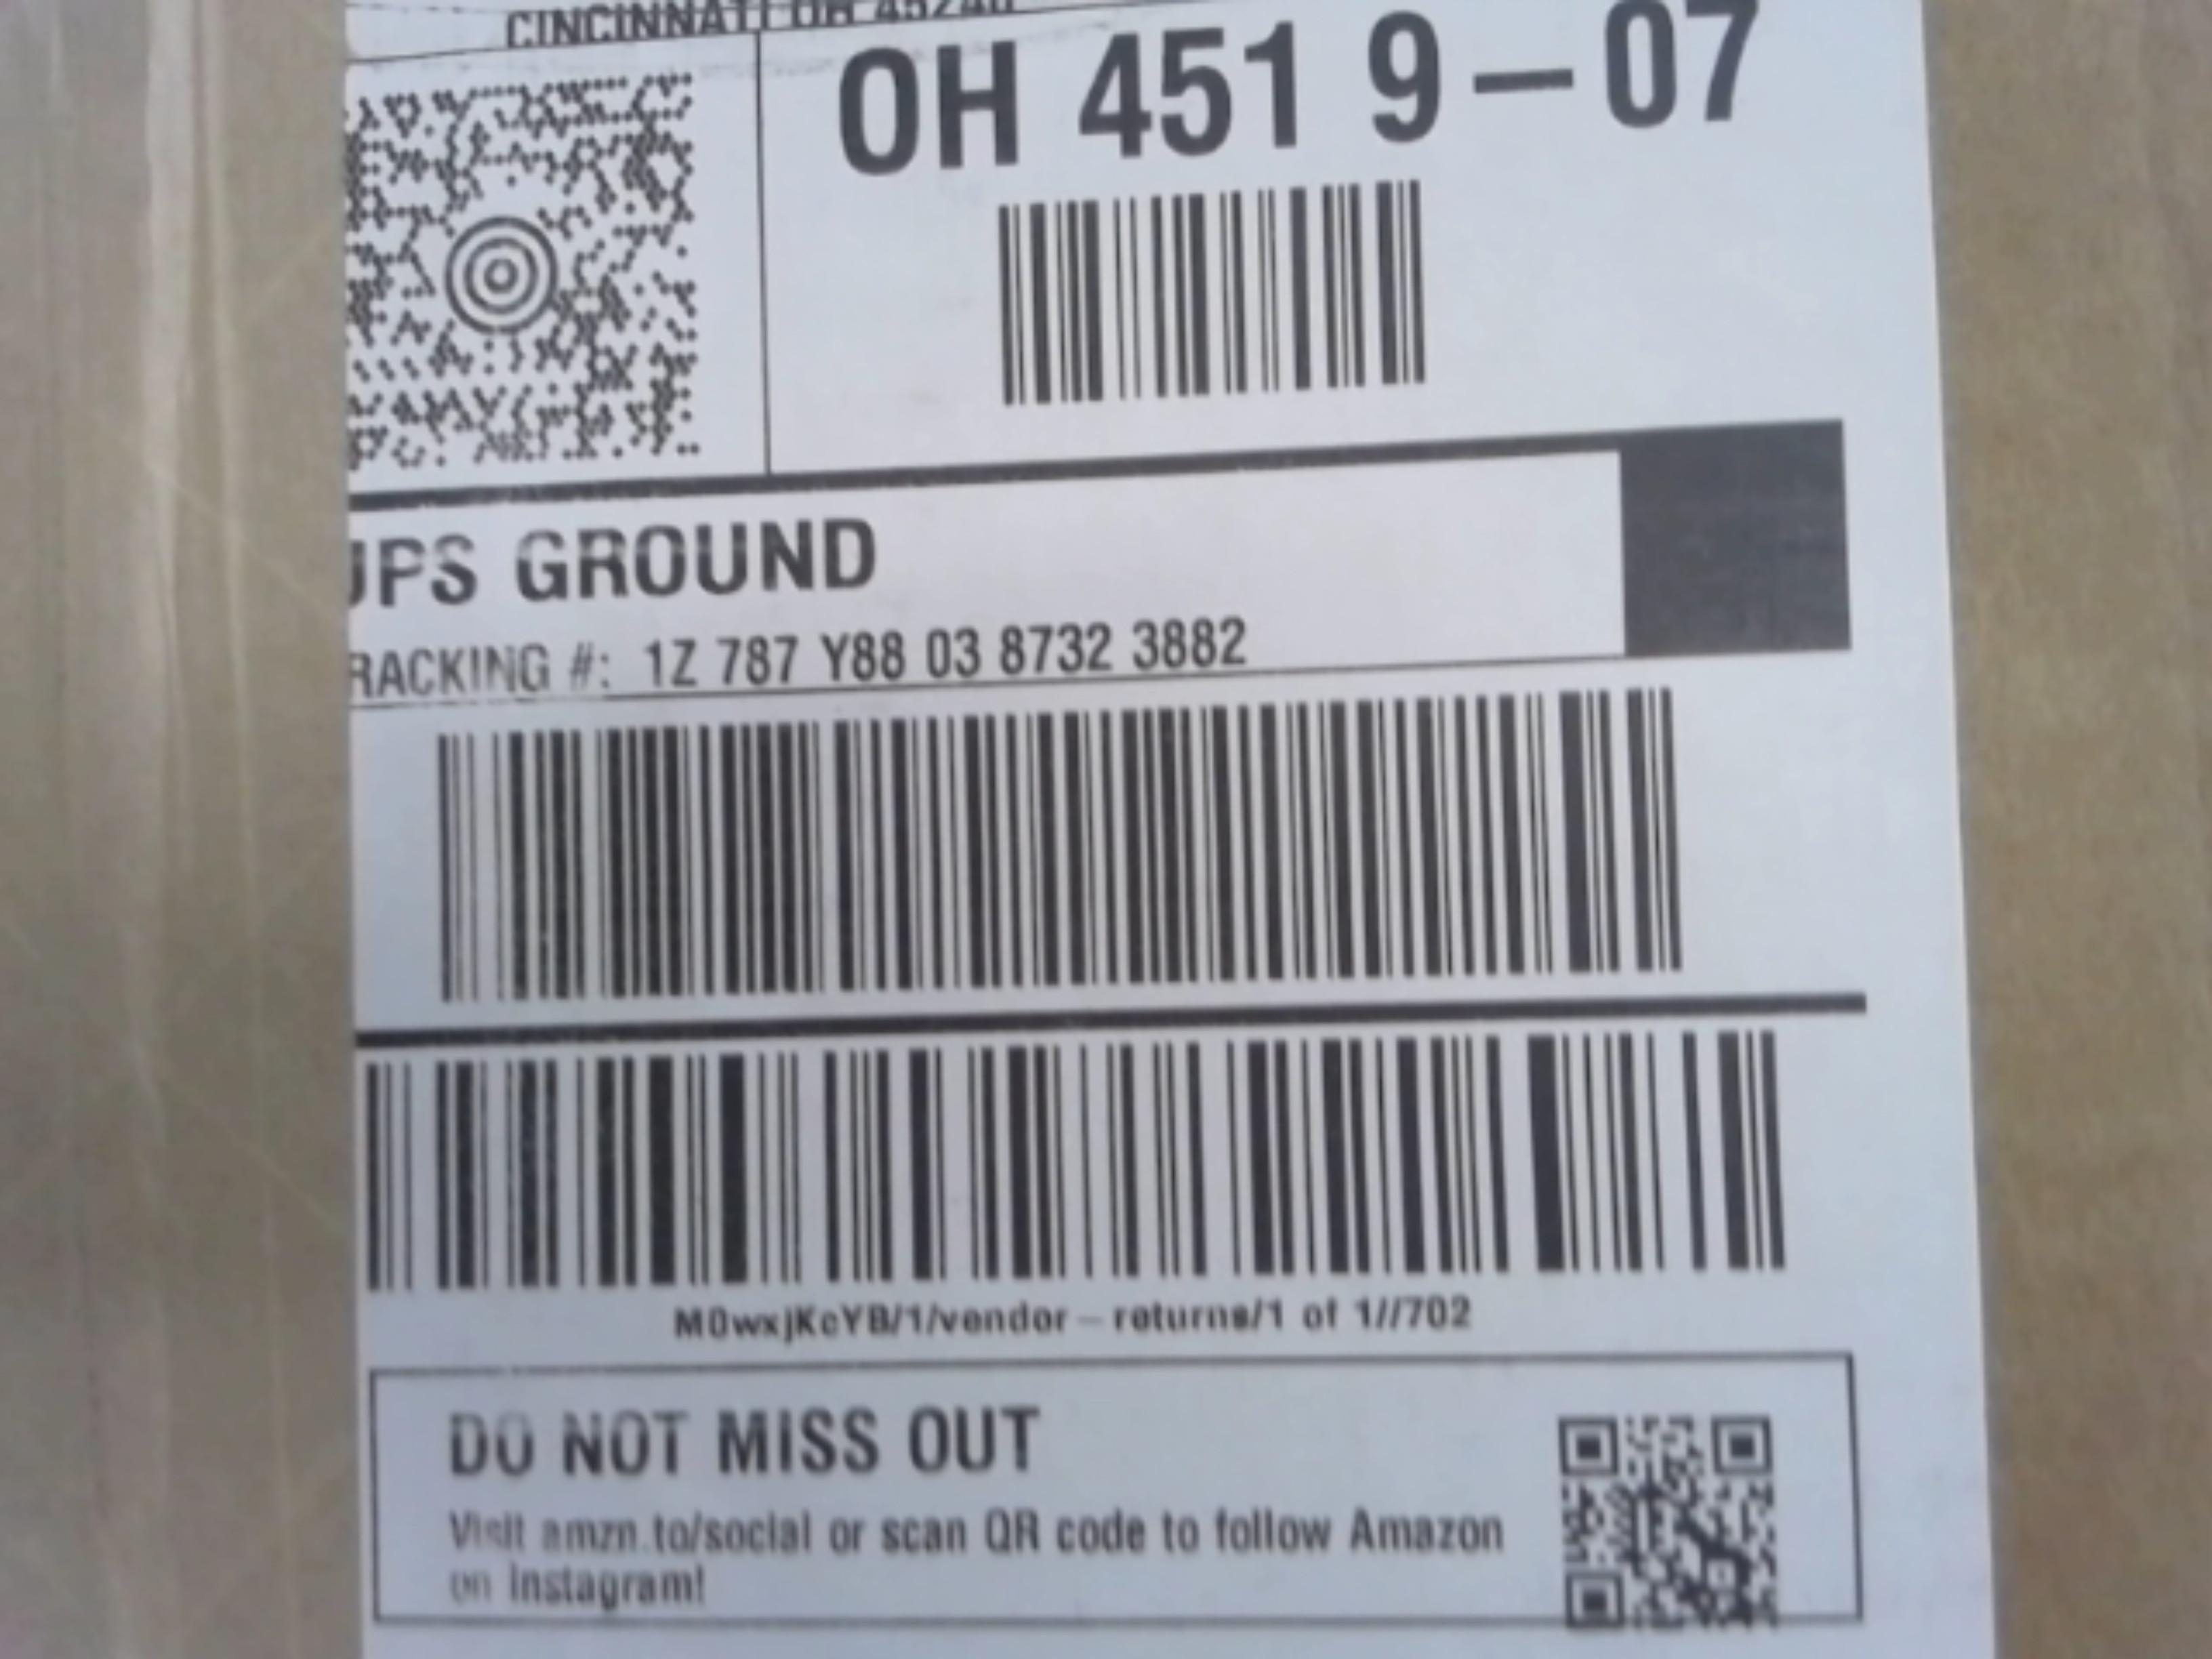 CINCINNATI OH 45240
OH 451 9-07
UPS GROUND
TRACKING #: 1Z 787 Y88 03 8732 3882
M0wxjKcYB/1/vendor-returns/1 of 1//702
DO NOT MISS OUT
Visit amzn.to/social or scan QR code to follow Amazon
on Instagram!